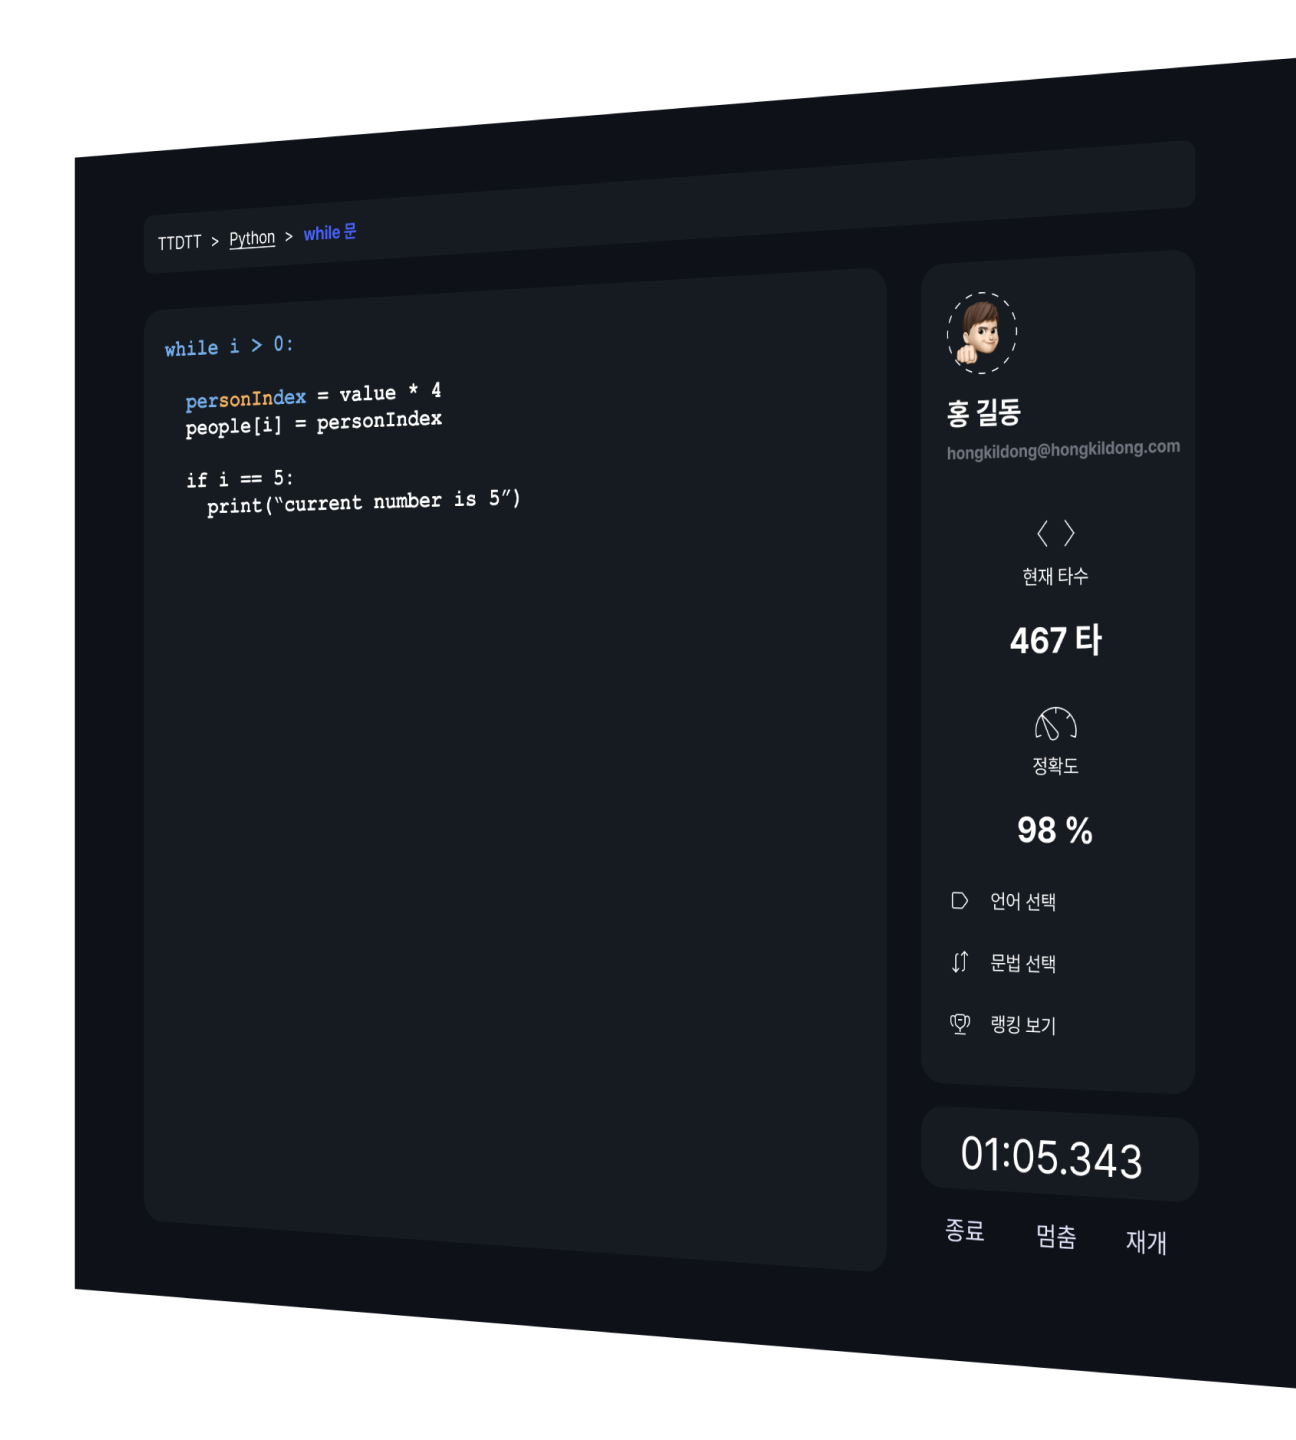 TTDTT > Python > while 문
while i > 0:
personIndex = value * 4
people[i] = personIndex
if i == 5:
print(“current number is 5”)
홍 길동
hongkildong@hongkildong.com
현재 타수
467 타
정확도
98 %
언어 선택
문법 선택
랭킹 보기
01:05.343
종료 멈춤 재개